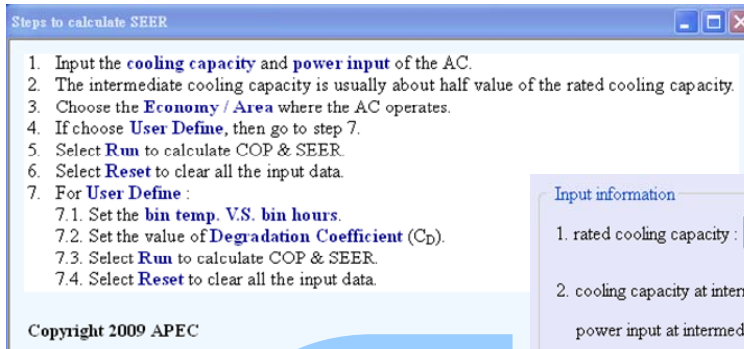 Steps to calculate SEER
1. Input the cooling capacity and power input of the AC.
2. The intermediate cooling capacity is usually about half value of the rated cooling capacity.
3. Choose the Economy / Area where the AC operates.
4. If choose User Define, then go to step 7.
5. Select Run to calculate COP & SEER.
6. Select Reset to clear all the input data.
7. For User Define :
7.1. Set the bin temp. V.S. bin hours.
7.2. Set the value of Degradation Coefficient (CD).
7.3. Select Run to calculate COP & SEER.
7.4. Select Reset to clear all the input data.
Copyright 2009 APEC
Input information
1. rated cooling capacity :
2. cooling capacity at
power input at